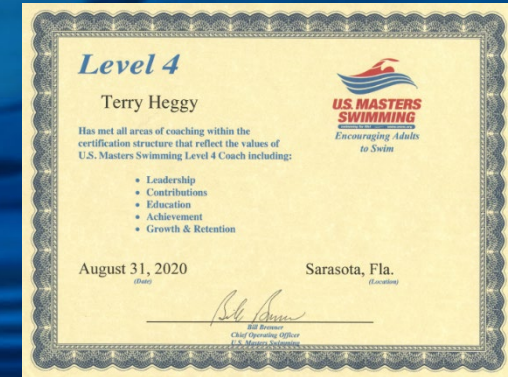 Level 4
Terry Heggy
U.S. MASTERS
SWIMMING
Encouraging Adults
to Swim
Has met all areas of coaching within the
certification structure that reflect the values of
U.S. Masters Swimming Level 4 Coach including:
• Leadership
• Contributions
• Education
• Achievement
• Growth & Retention
August 31, 2020
(Date)
Sarasota, Fla.
(Location)
Bill Brenner
Chief Operating Officer
U.S. Masters Swimming